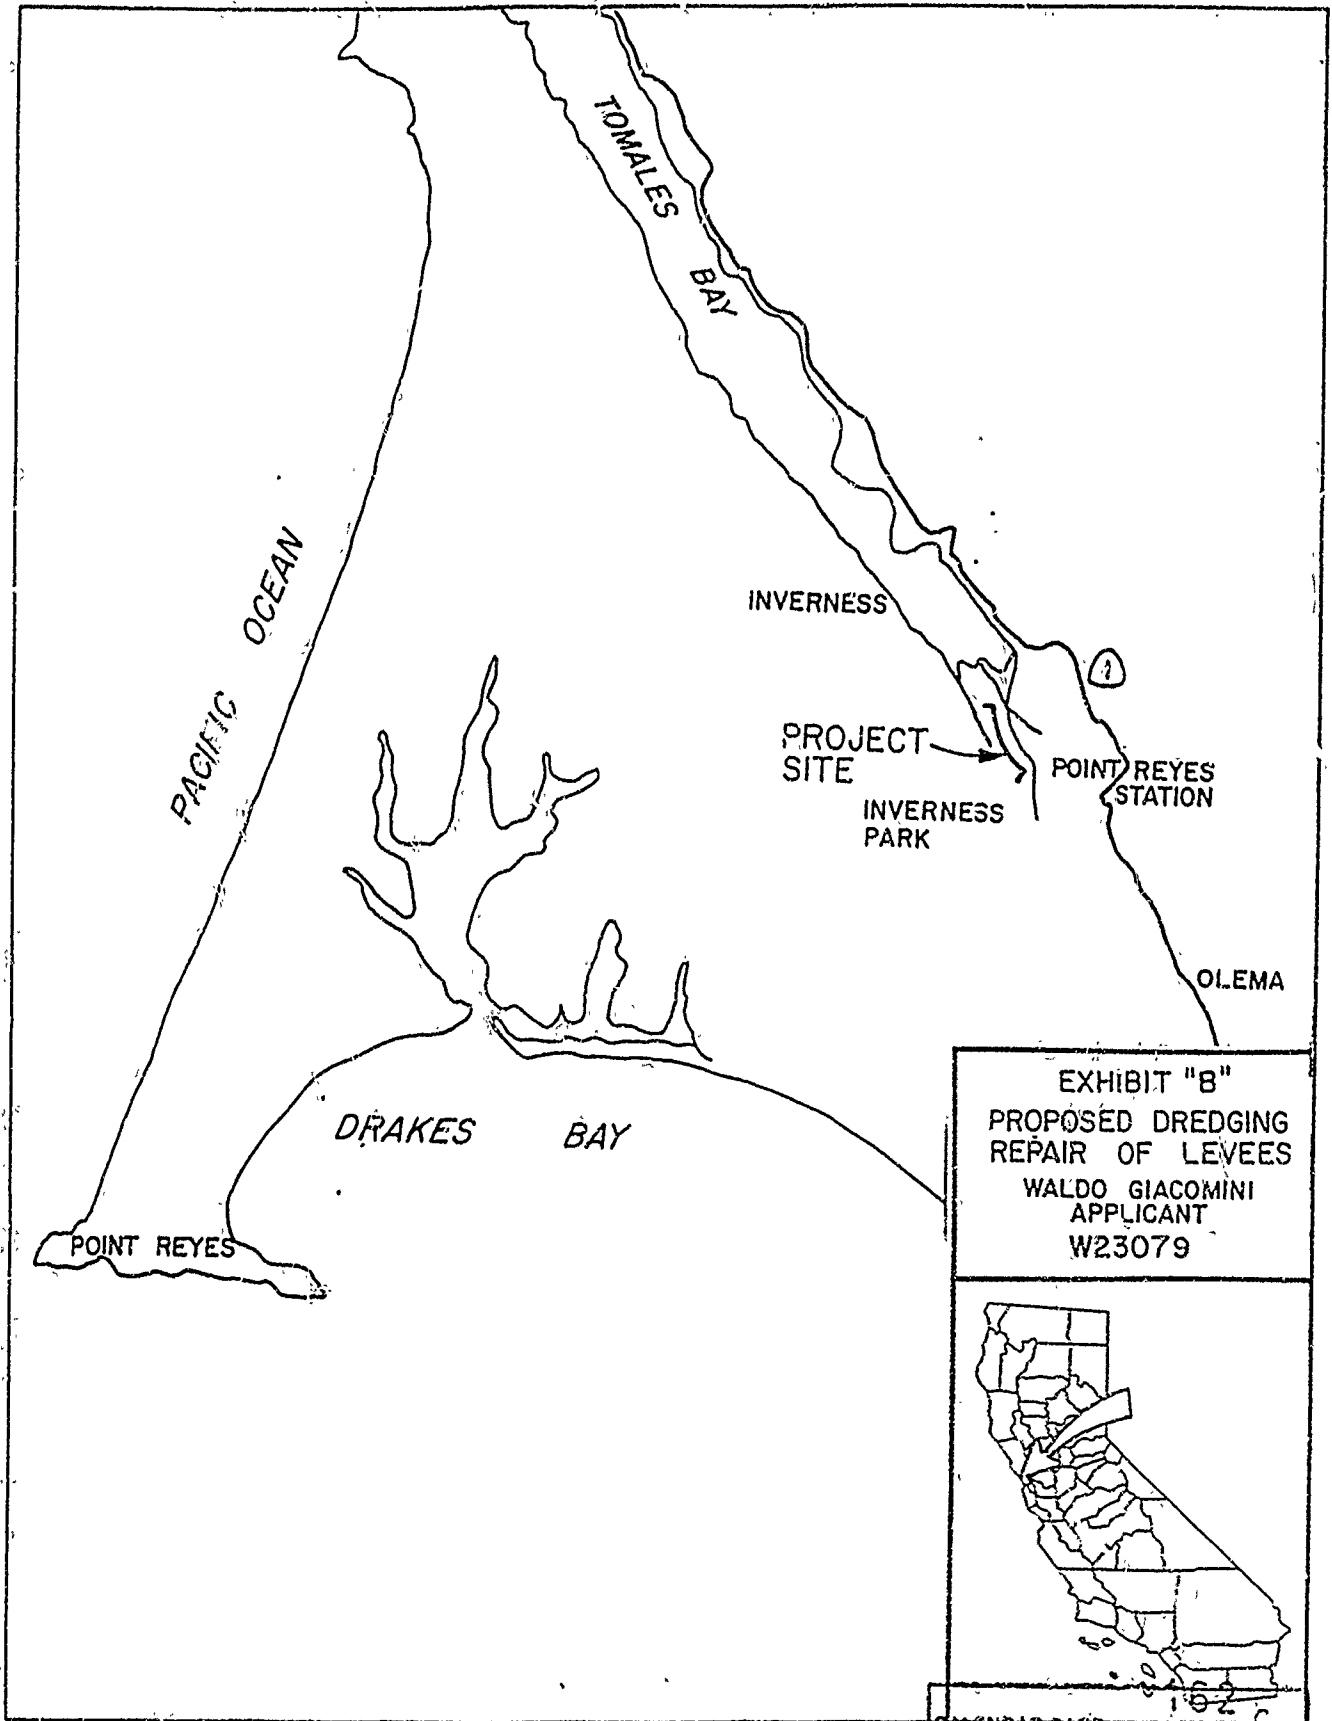 TOMALES
BAY
PACIFIC OCEAN
INVERNESS
1
PROJECT
SITE
POINT REYES
STATION
INVERNESS
PARK
OLEMA
DRAKES BAY
POINT REYES
EXHIBIT "B"
PROPOSED DREDGING
REPAIR OF LEVEES
WALDO GIACOMINI
APPLICANT
W23079